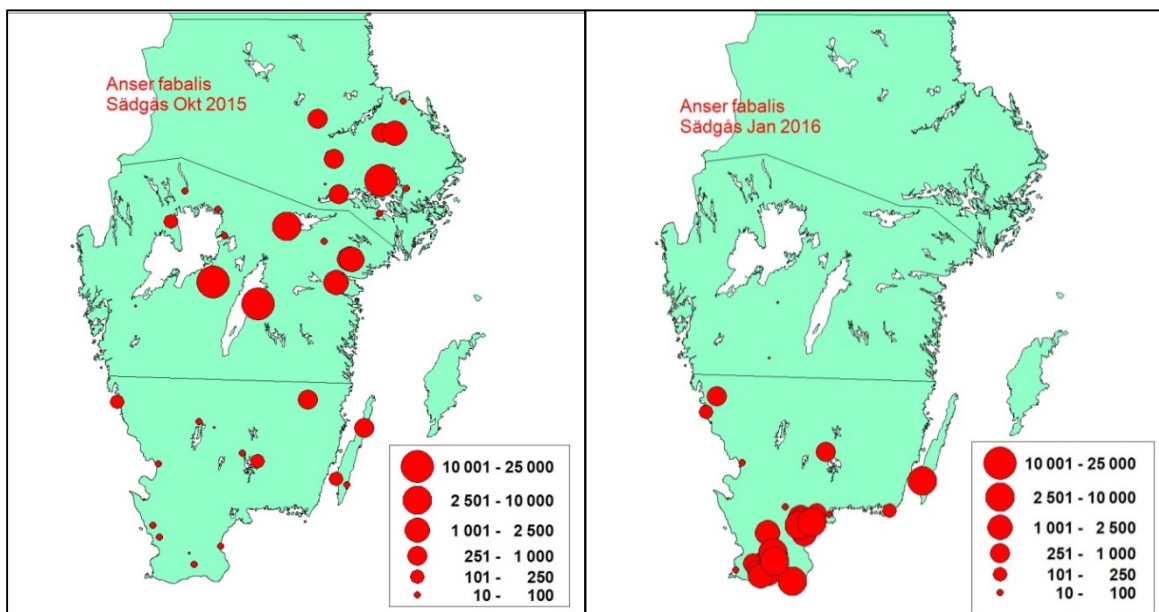 Anser fabalis
Sädgås Okt 2015
10 001 - 25 000
2 501 - 10 000
1 001 - 2 500
251 - 1 000
101 - 250
10 - 100
Anser fabalis
Sädgås Jan 2016
10 001 - 25 000
2 501 - 10 000
1 001 - 2 500
251 - 1 000
101 - 250
10 - 100